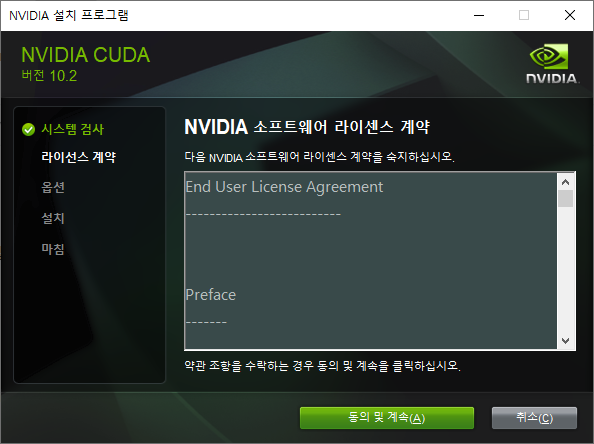 NVIDIA 설치 프로그램
NVIDIA CUDA
버전 10.2
NVIDIA.
시스템 검사
라이선스 계약
옵션
설치
마침
NVIDIA 소프트웨어 라이센스 계약
다음 NVIDIA 소프트웨어 라이센스 계약을 숙지하십시오.
End User License Agreement
--------------------------
Preface
-------
약관 조항을 수락하는 경우 동의 및 계속을 클릭하십시오.
동의 및 계속(A)
취소(C)